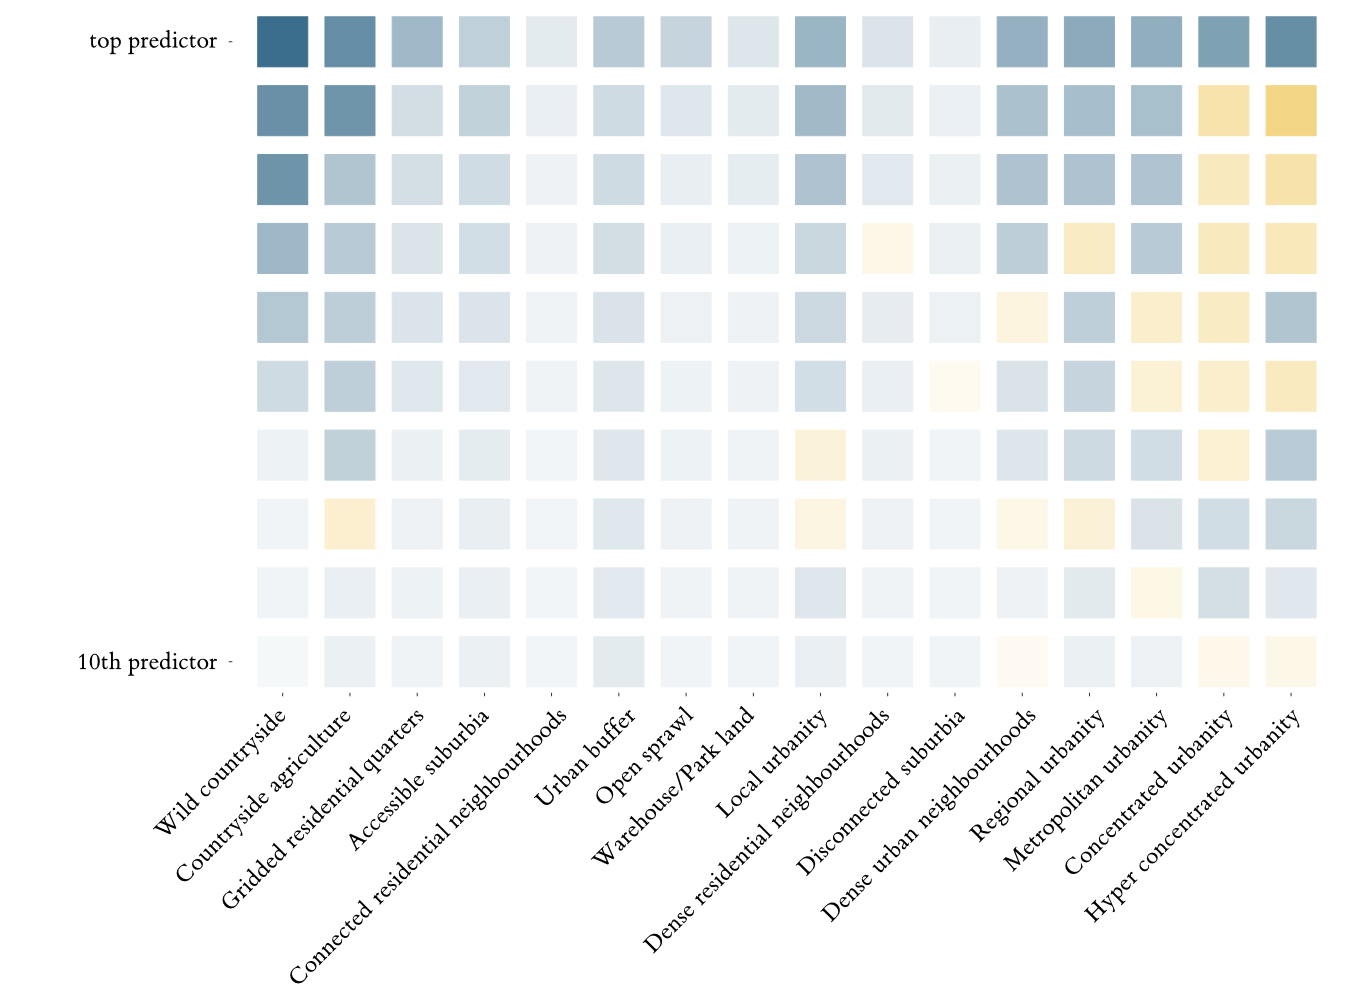 top predictor
10th predictor
Wild countryside
Countryside agriculture
Gridded residential quarters
Accessible suburbia
Connected residential neighbourhoods
Urban buffer
Open sprawl
Warehouse/Park land
Local urbanity
Dense residential neighbourhoods
Disconnected suburbia
Dense urban neighbourhoods
Regional urbanity
Metropolitan urbanity
Concentrated urbanity
Hyper concentrated urbanity